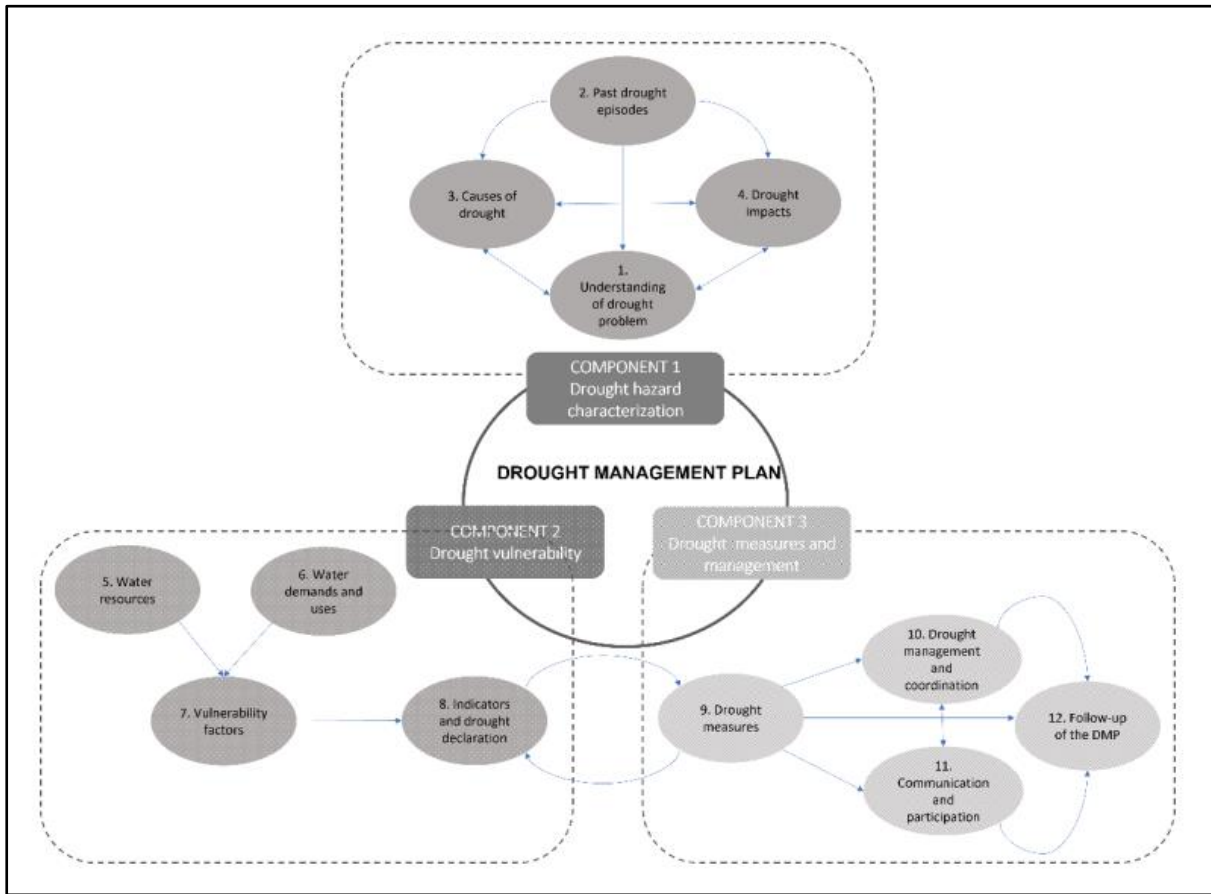 2. Past drought
episodes
3. Causes of
drought
4. Drought
impacts
1.
Understanding
of drought
problem
COMPONENT 1
Drought hazard
characterization
DROUGHT MANAGEMENT PLAN
COMPONENT 2
Drought vulnerability
COMPONENT 3
Drought measures and
management
5. Water
resources
6. Water
demands and
uses
7. Vulnerability
factors
8. Indicators
and drought
declaration
9. Drought
measures
10. Drought
management
and
coordination
11.
Communication
and
participation
12. Follow-up
of the DMP